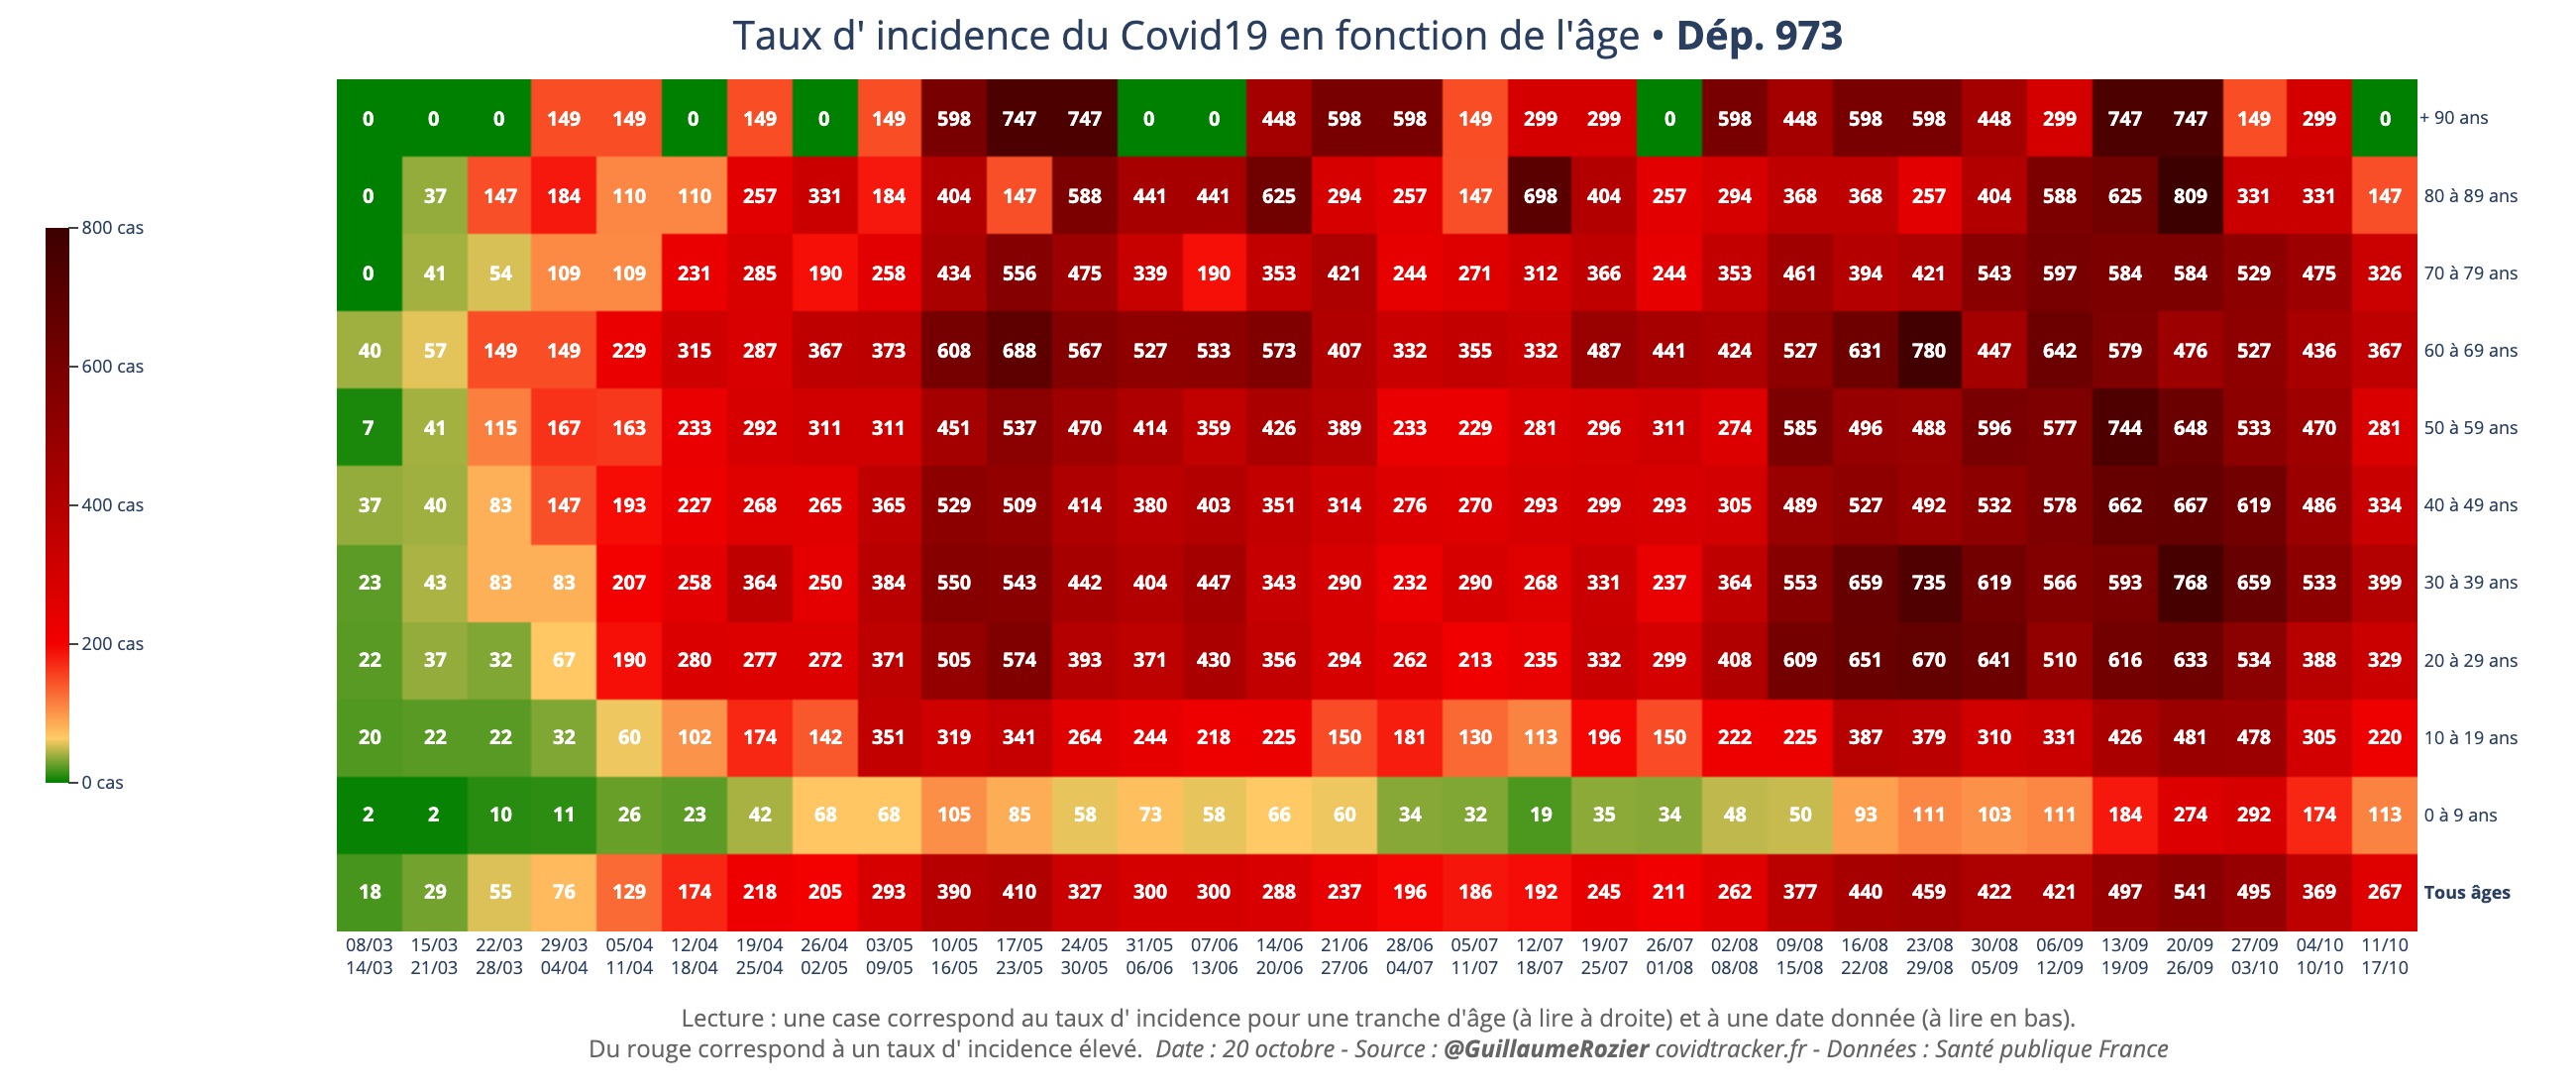 Taux d' incidence du Covid19 en fonction de l'âge • Dép. 973
800 cas
600 cas
400 cas
200 cas
0 cas
0 0 0 149 149 0 149 0 149 598 747 747 0 0 448 598 598 149 299 299 0 598 448 598 598 448 299 747 747 149 299 0 + 90 ans
0 37 147 184 110 110 257 331 184 404 147 588 441 441 625 294 257 147 698 404 257 294 368 368 257 404 588 625 809 331 331 147 80 à 89 ans
0 41 54 109 109 231 285 190 258 434 556 475 339 190 353 421 244 271 312 366 244 353 461 394 421 543 597 584 584 529 475 326 70 à 79 ans
40 57 149 149 229 315 287 367 373 608 688 567 527 533 573 407 332 355 332 487 441 424 527 631 780 447 642 579 476 527 436 367 60 à 69 ans
7 41 115 167 163 233 292 311 311 451 537 470 414 359 426 389 233 229 281 296 311 274 585 496 488 596 577 744 648 533 470 281 50 à 59 ans
37 40 83 147 193 227 268 265 365 529 509 414 380 403 351 314 276 270 293 299 293 305 489 527 492 532 578 662 667 619 486 334 40 à 49 ans
23 43 83 83 207 258 364 250 384 550 543 442 404 447 343 290 232 290 268 331 237 364 553 659 735 619 566 593 768 659 533 399 30 à 39 ans
22 37 32 67 190 280 277 272 371 505 574 393 371 430 356 294 262 213 235 332 299 408 609 651 670 641 510 616 633 534 388 329 20 à 29 ans
20 22 22 32 60 102 174 142 351 319 341 264 244 218 225 150 181 130 113 196 150 222 225 387 379 310 331 426 481 478 305 220 10 à 19 ans
2 2 10 11 26 23 42 68 68 105 85 58 73 58 66 60 34 32 19 35 34 48 50 93 111 103 111 184 274 292 174 113 0 à 9 ans
18 29 55 76 129 174 218 205 293 390 410 327 300 300 288 237 196 186 192 245 211 262 377 440 459 422 421 497 541 495 369 267 Tous âges
08/03 15/03 22/03 29/03 05/04 12/04 19/04 26/04 03/05 10/05 17/05 24/05 31/05 07/06 14/06 21/06 28/06 05/07 12/07 19/07 26/07 02/08 09/08 16/08 23/08 30/08 06/09 13/09 20/09 27/09 04/10 11/10
14/03 21/03 28/03 04/04 11/04 18/04 25/04 02/05 09/05 16/05 23/05 30/05 06/06 13/06 20/06 27/06 04/07 11/07 18/07 25/07 01/08 08/08 15/08 22/08 29/08 05/09 12/09 19/09 26/09 03/10 10/10 17/10
Lecture : une case correspond au taux d' incidence pour une tranche d'âge (à lire à droite) et à une date donnée (à lire en bas).
Du rouge correspond à un taux d' incidence élevé. Date : 20 octobre - Source : @GuillaumeRozier covidtracker.fr - Données : Santé publique France